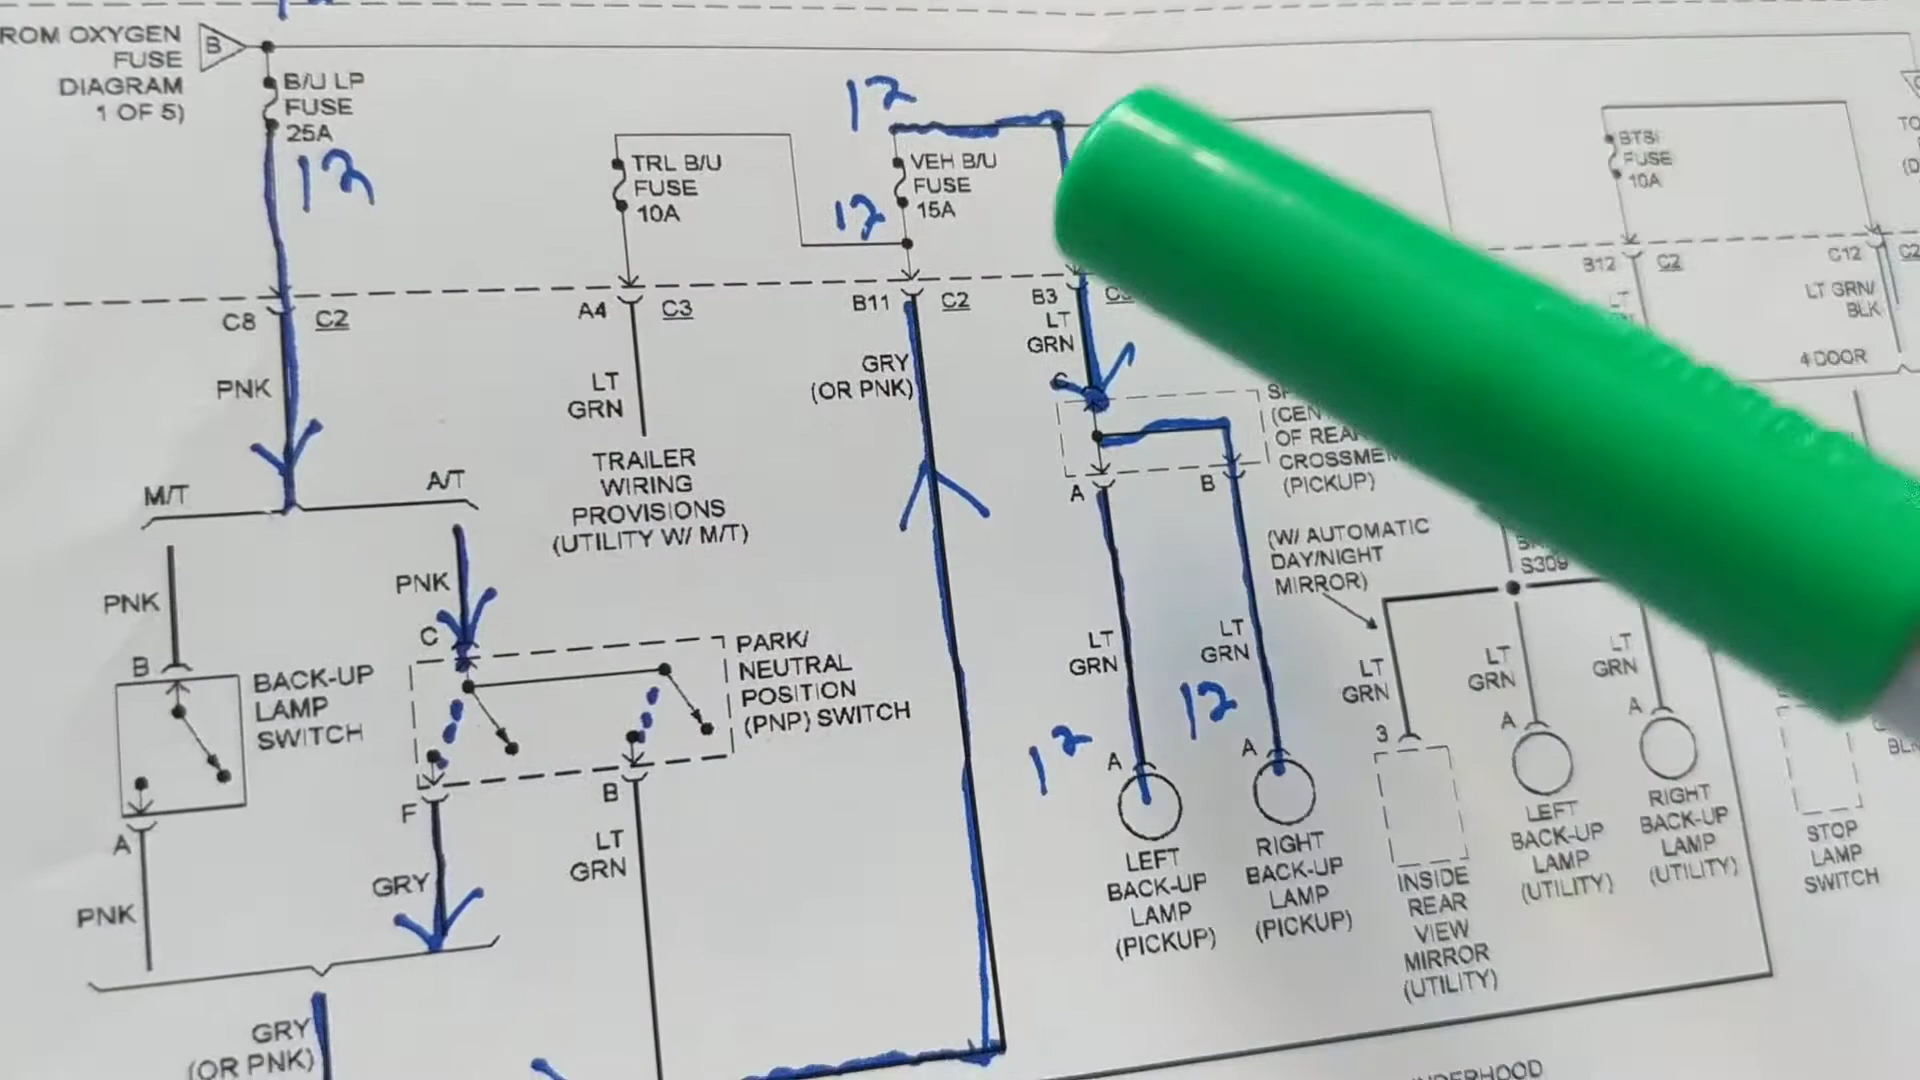 ROM OXYGEN
FUSE
DIAGRAM
1 OF 5)
B
B/U LP
FUSE
25A
12
TRL B/U
FUSE
10A
12
12
VEH B/U
FUSE
15A
FUSE
10A
TO
C8
C2
A4
C3
B11
C2
B3
B12
C2
C12
C2
PNK
LT
GRN
GRY
(OR PNK)
LT
GRN
LT
LT GRN/
BLK
4 DOOR
C
OF REAR
CROSSME
(PICKUP)
TRAILER
WIRING
PROVISIONS
(UTILITY W/ M/T)
M/T
A/T
A
B
(W/ AUTOMATIC
DAY/NIGHT
MIRROR)
S309
PNK
PNK
B
C
BACK-UP
LAMP
SWITCH
PARK/
NEUTRAL
POSITION
(PNP) SWITCH
LT
GRN
LT
GRN
LT
GRN
LT
GRN
LT
GRN
12
12
A
A
3
A
A
A
F
B
PNK
GRY
LT
GRN
LEFT
BACK-UP
LAMP
(PICKUP)
RIGHT
BACK-UP
LAMP
(PICKUP)
INSIDE
REAR
VIEW
MIRROR
(UTILITY)
LEFT
BACK-UP
LAMP
(UTILITY)
RIGHT
BACK-UP
LAMP
(UTILITY)
STOP
LAMP
SWITCH
GRY
(OR PNK)